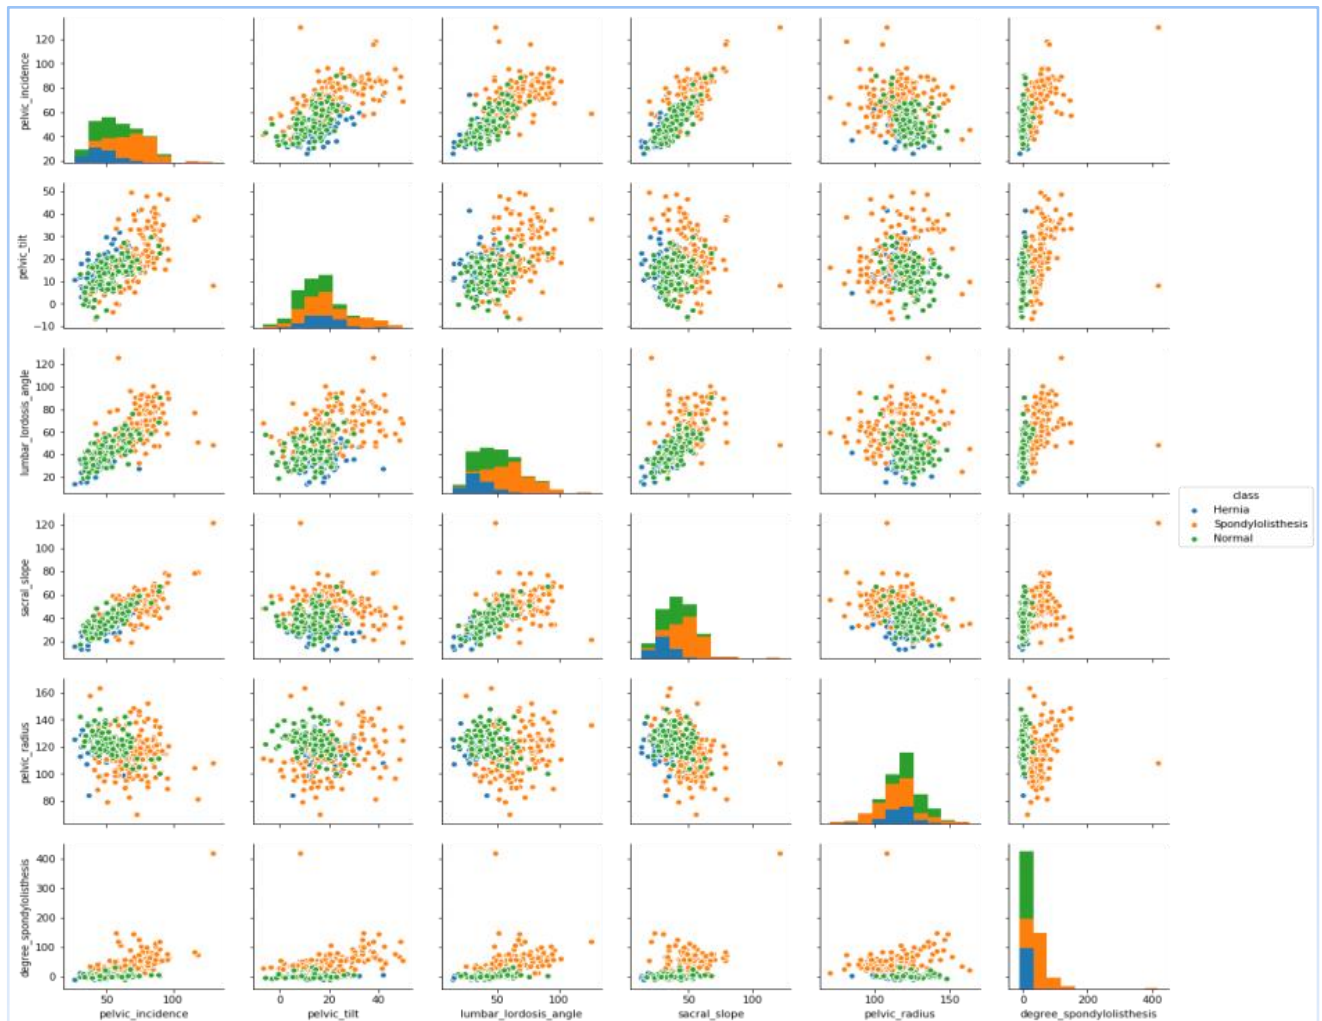 pelvic_incidence
120
100
80
60
40
20
pelvic_tilt
50
40
30
20
10
0
−10
lumbar_lordosis_angle
120
100
80
60
40
20
class
Hernia
Spondylolisthesis
Normal
sacral_slope
120
100
80
60
40
20
pelvic_radius
160
140
120
100
80
degree_spondylolisthesis
400
300
200
100
0
50 100 0 20 40 50 100 50 100 100 150 0 200 400
pelvic_incidence pelvic_tilt lumbar_lordosis_angle sacral_slope pelvic_radius degree_spondylolisthesis